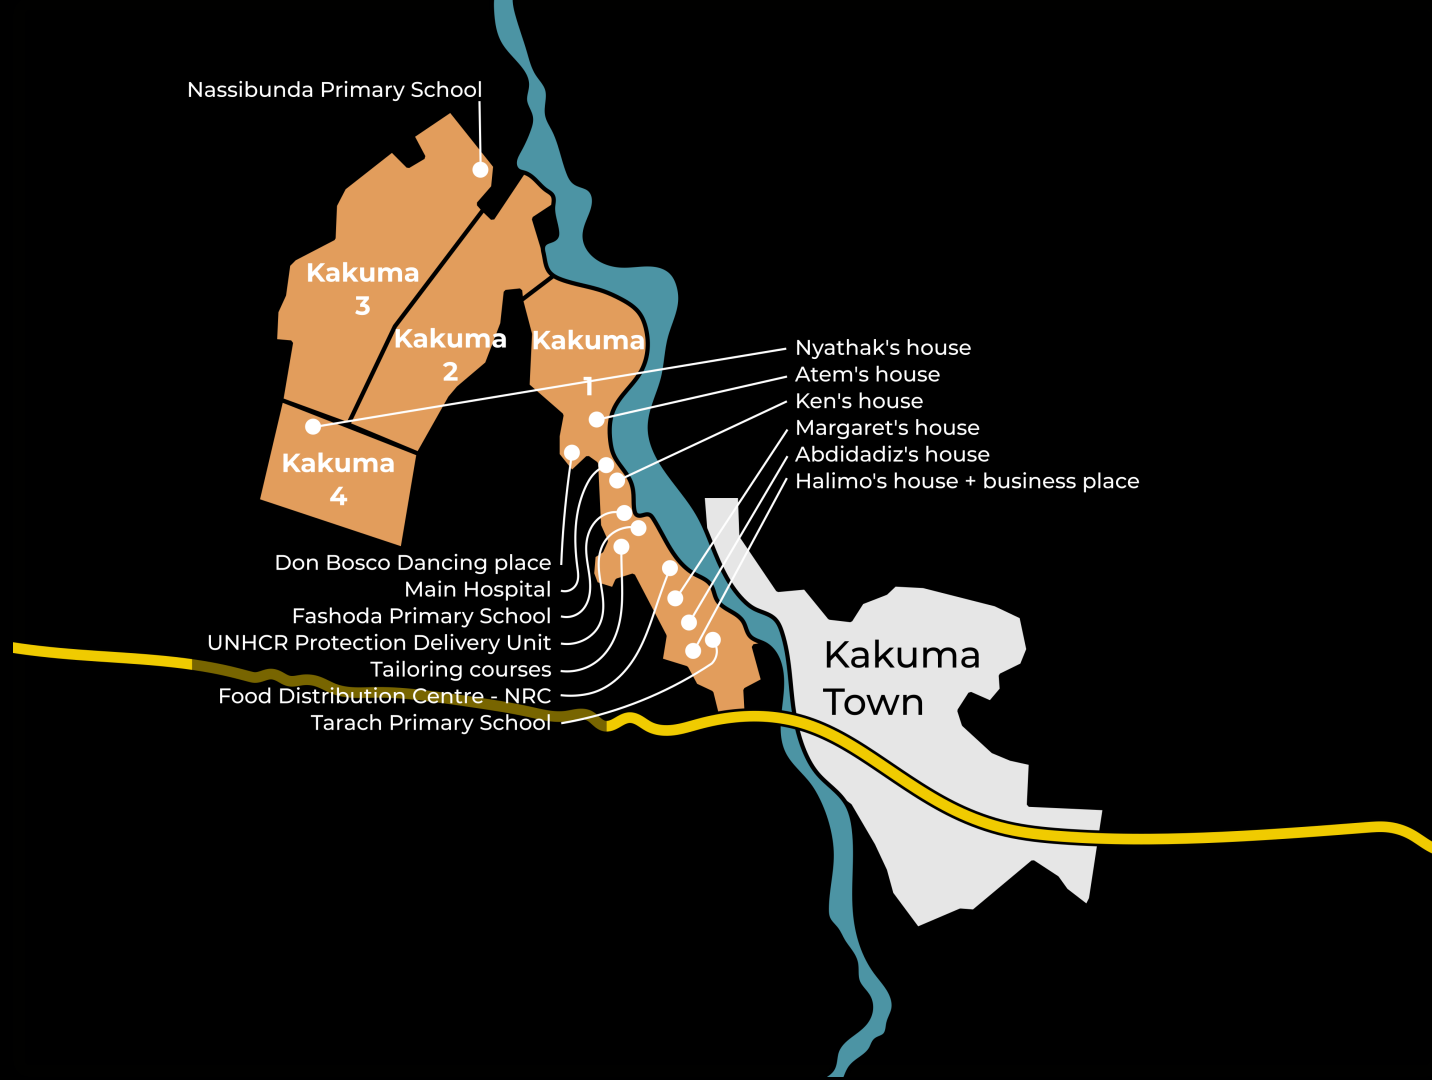 Nassibunda Primary School
Kakuma
3
Kakuma
2
Kakuma
1
Kakuma
4
Nyathak's house
Atem's house
Ken's house
Margaret's house
Abdidadiz's house
Halimo's house + business place
Don Bosco Dancing place
Main Hospital
Fashoda Primary School
UNHCR Protection Delivery Unit
Tailoring courses
Food Distribution Centre - NRC
Tarach Primary School
Kakuma
Town